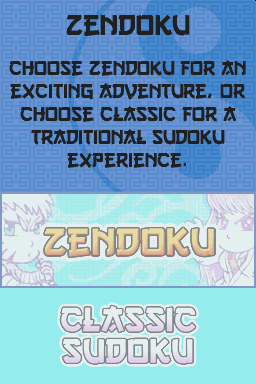 ZENDOKU
CHOOSE ZENDOKU FOR AN
EXCITING ADVENTURE, OR
CHOOSE CLASSIC FOR A
TRADITIONAL SUDOKU
EXPERIENCE.
ZENDOKU
CLASSIC
SUDOKU